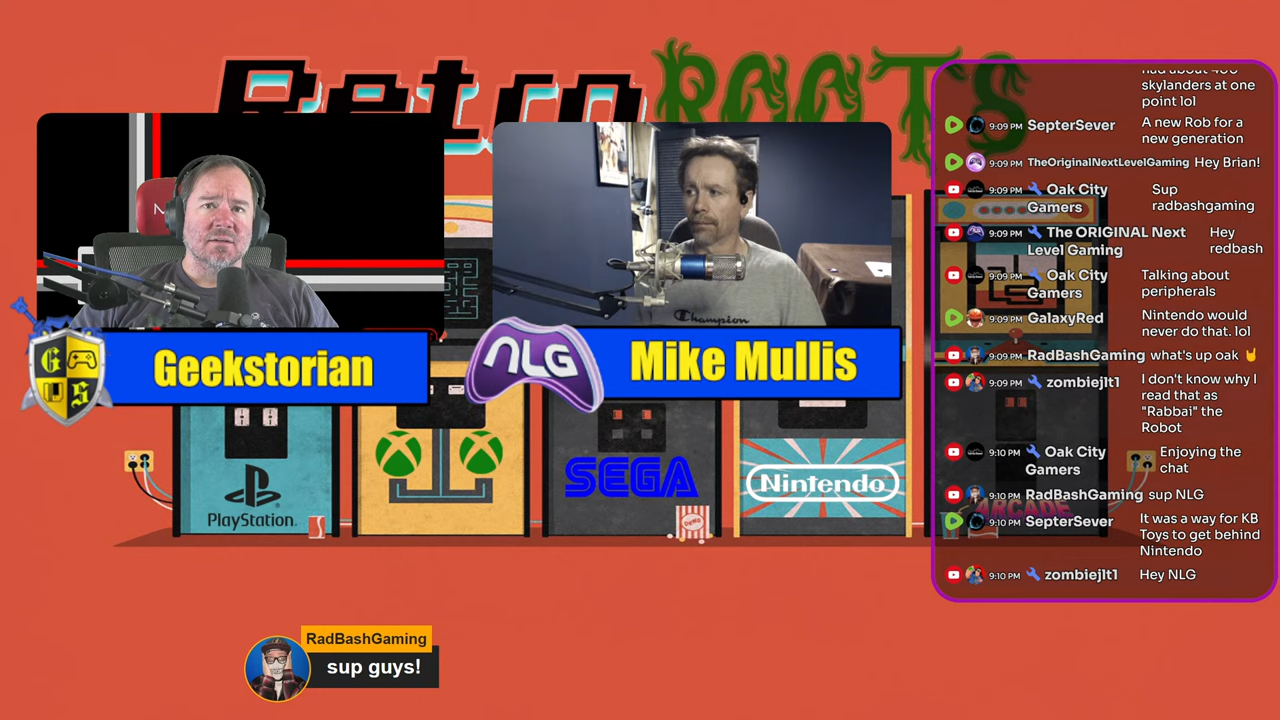 Retro ROOTS
Geekstorian
G
U S
NLG
Mike Mullis
Champion
PlayStation.
SEGA
Nintendo
ARCADE
skylanders at one
point lol
9:09 PM SepterSever A new Rob for a
new generation
9:09 PM TheOriginalNextLevelGaming Hey Brian!
9:09 PM Oak City
Gamers Sup
radbashgaming
9:09 PM The ORIGINAL Next
Level Gaming Hey
redbash
9:09 PM Oak City
Gamers Talking about
peripherals
9:09 PM GalaxyRed Nintendo would
never do that. lol
9:09 PM RadBashGaming what's up oak 🤘
9:09 PM zombiejlt1 I don't know why I
read that as
"Rabbai" the
Robot
9:10 PM Oak City
Gamers Enjoying the
chat
9:10 PM RadBashGaming sup NLG
9:10 PM SepterSever It was a way for KB
Toys to get behind
Nintendo
9:10 PM zombiejlt1 Hey NLG
RadBashGaming
sup guys!